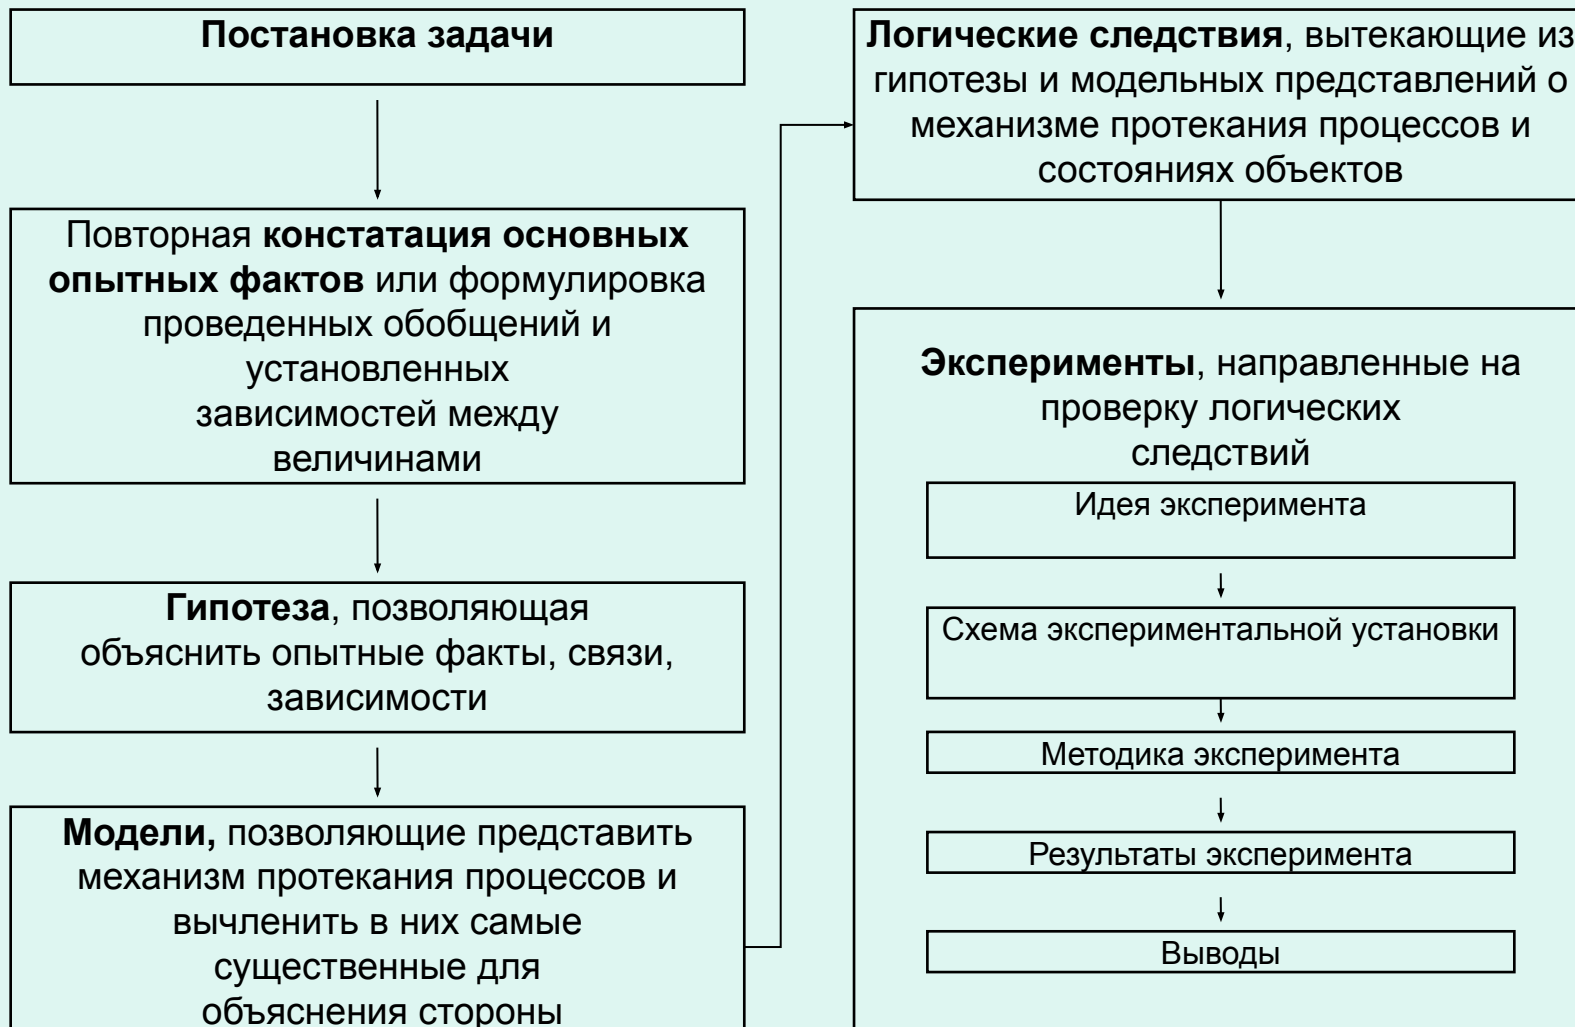 Постановка задачи
Повторная констатация основных
опытных фактов или формулировка
проведенных обобщений и
установленных
зависимостей между
величинами
Гипотеза, позволяющая
объяснить опытные факты, связи,
зависимости
Модели, позволяющие представить
механизм протекания процессов и
вычленить в них самые
существенные для
объяснения стороны
Логические следствия, вытекающие из
гипотезы и модельных представлений о
механизме протекания процессов и
состояниях объектов
Эксперименты, направленные на
проверку логических
следствий
Идея эксперимента
Схема экспериментальной установки
Методика эксперимента
Результаты эксперимента
Выводы